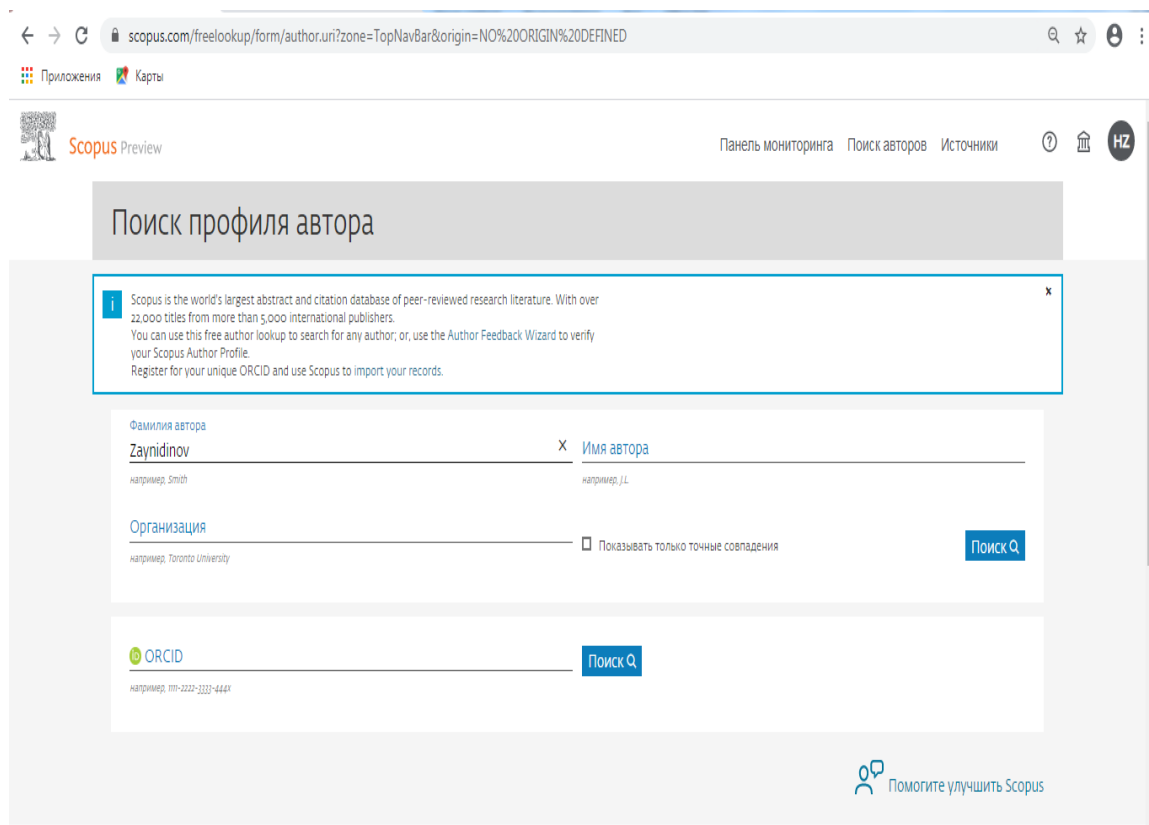 scopus.com/freelookup/form/author.uri?zone=TopNavBar&origin=NO%20ORIGIN%20DEFINED
Приложения Карты
Scopus Preview
Панель мониторинга Поиск авторов Источники ? HZ
Поиск профиля автора
i
Scopus is the world's largest abstract and citation database of peer-reviewed research literature. With over
22,000 titles from more than 5,000 international publishers.
You can use this free author lookup to search for any author; or, use the Author Feedback Wizard to verify
your Scopus Author Profile.
Register for your unique ORCID and use Scopus to import your records.
x
Фамилия автора
Zaynidinov X
например, Smith
Имя автора
например, J.L.
Организация
например, Toronto University
Показывать только точные совпадения
Поиск
iD ORCID
например, 1111-2222-3333-444x
Поиск
Помогите улучшить Scopus